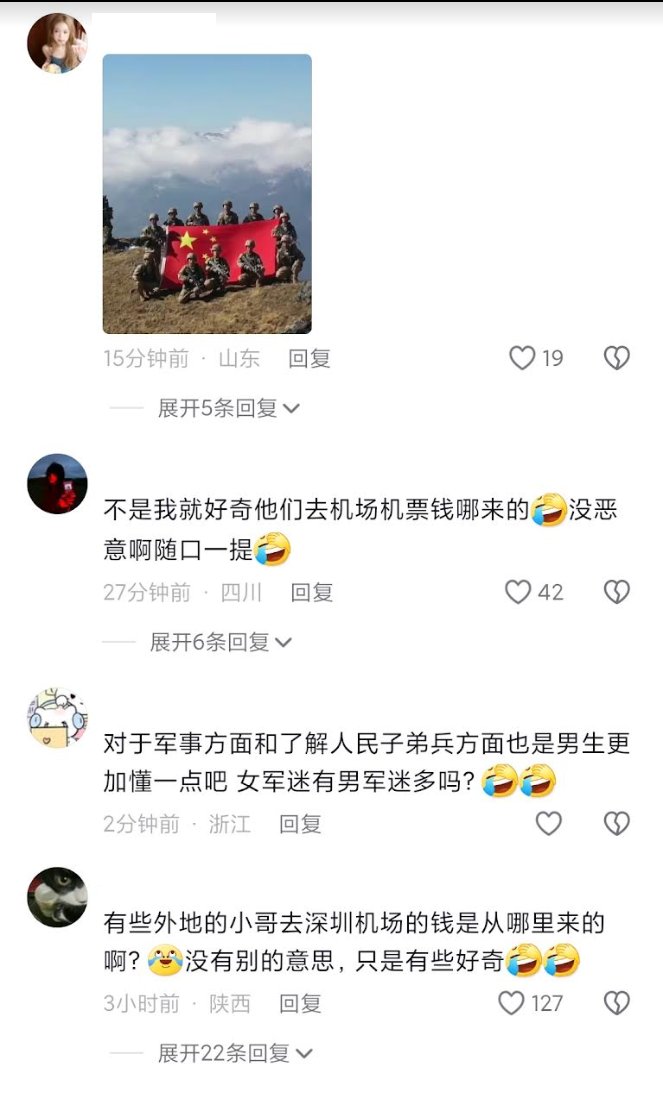 15分钟前 · 山东 回复 19
展开5条回复
不是我就好奇他们去机场机票钱哪来的🤣没恶
意啊随口一提🤣
27分钟前 · 四川 回复 42
展开6条回复
对于军事方面和了解人民子弟兵方面也是男生更
加懂一点吧 女军迷有男军迷多吗?🤣🤣
2分钟前 · 浙江 回复
有些外地的小哥去深圳机场的钱是从哪里来的
啊?😂没有别的意思，只是有些好奇🤣🤣
3小时前 · 陕西 回复 127
展开22条回复